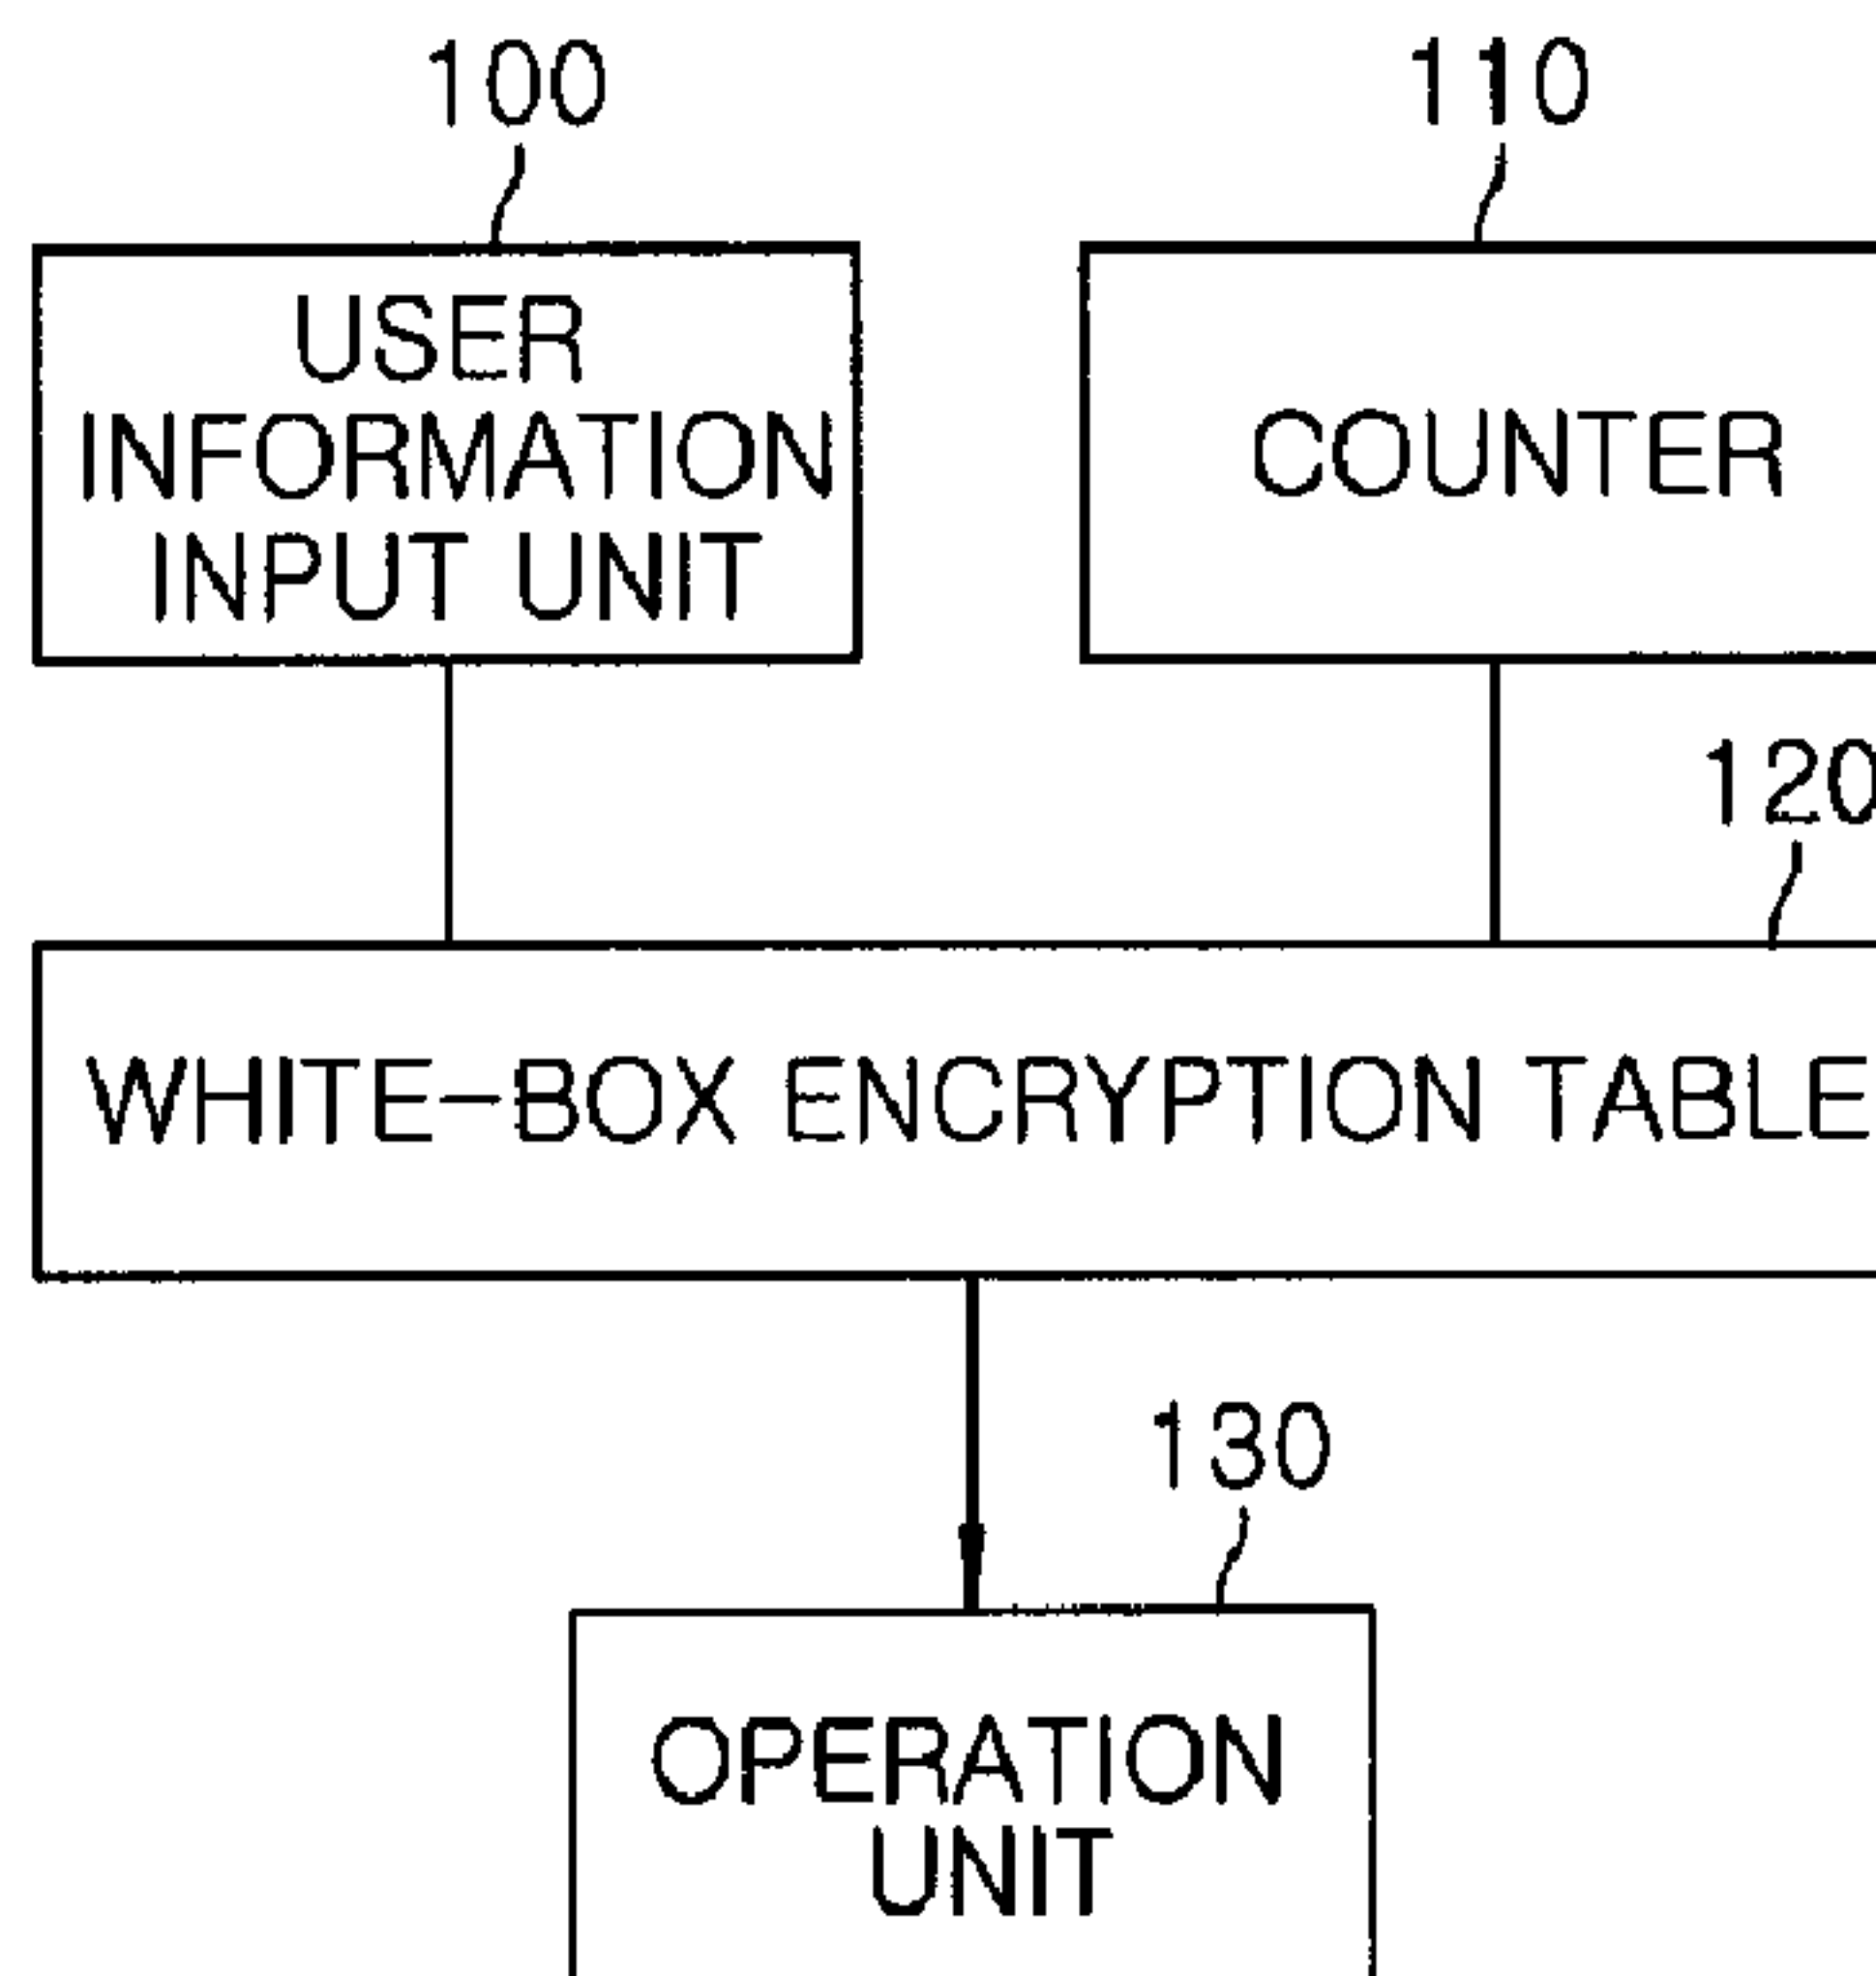 100
110
USER
INFORMATION
INPUT UNIT
COUNTER
120
WHITE-BOX ENCRYPTION TABLE
130
OPERATION
UNIT